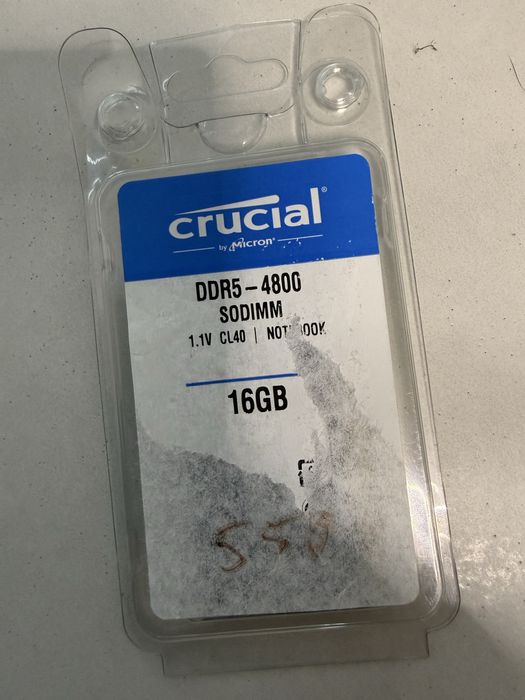 crucial®
by Micron®
DDR5-4800
SODIMM
1.1V CL40 |
16GB